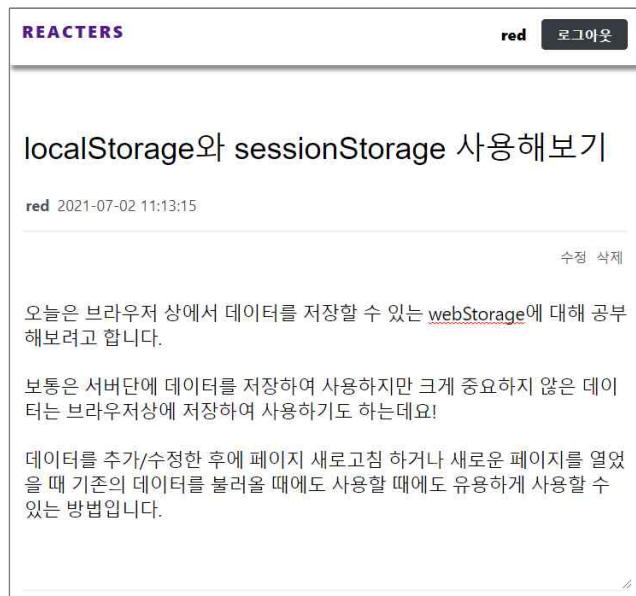 REACTERS
red 로그아웃
localStorage와 sessionStorage 사용해보기
red 2021-07-02 11:13:15
수정 삭제
오늘은 브라우저 상에서 데이터를 저장할 수 있는 webStorage에 대해 공부
해보려고 합니다.
보통은 서버단에 데이터를 저장하여 사용하지만 크게 중요하지 않은 데이
터는 브라우저상에 저장하여 사용하기도 하는데요!
데이터를 추가/수정한 후에 페이지 새로고침 하거나 새로운 페이지를 열었
을 때 기존의 데이터를 불러올 때에도 사용할 때에도 유용하게 사용할 수
있는 방법입니다.